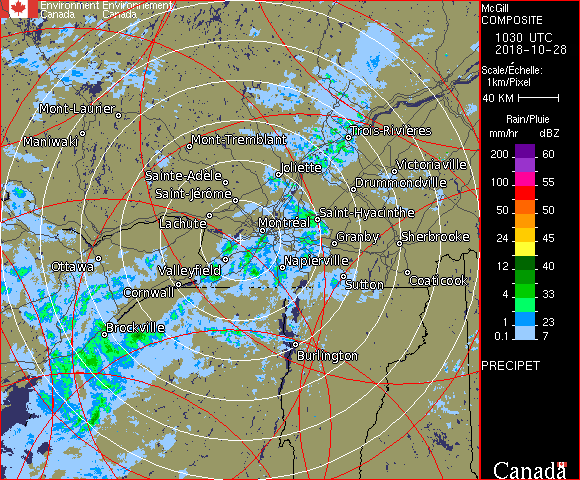 Environment Environnement
Canada Canada
McGill
COMPOSITE
1030 UTC
2018-10-28
Scale/Échelle:
1km/Pixel
40 KM
Rain/Pluie
mm/hr dBZ
200 60
100 55
50 50
24 45
12 40
4 33
1 23
0.1 7
PRECIPET
Canada
Mont-Laurier
Maniwaki
Mont-Tremblant
Trois-Rivières
Joliette
Victoriaville
Sainte-Adèle
Drummondville
Saint-Jérôme
Lachute
Saint-Hyacinthe
Montréal
Granby
Sherbrooke
Ottawa
Valleyfield
Napierville
Coaticook
Cornwall
Sutton
Brockville
Burlington